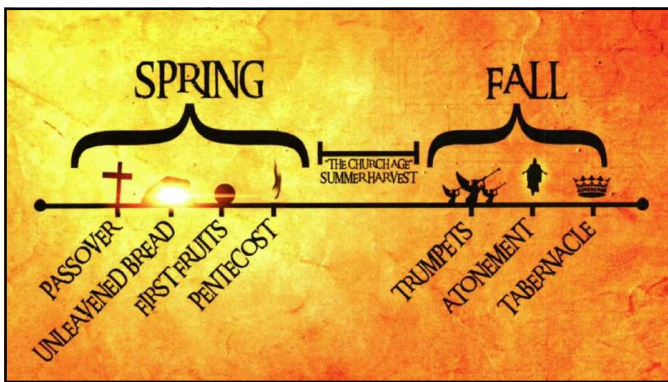 SPRING
FALL
"THE CHURCH AGE"
SUMMER HARVEST
PASSOVER
UNLEAVENED BREAD
FIRST FRUITS
PENTECOST
TRUMPETS
ATONEMENT
TABERNACLE